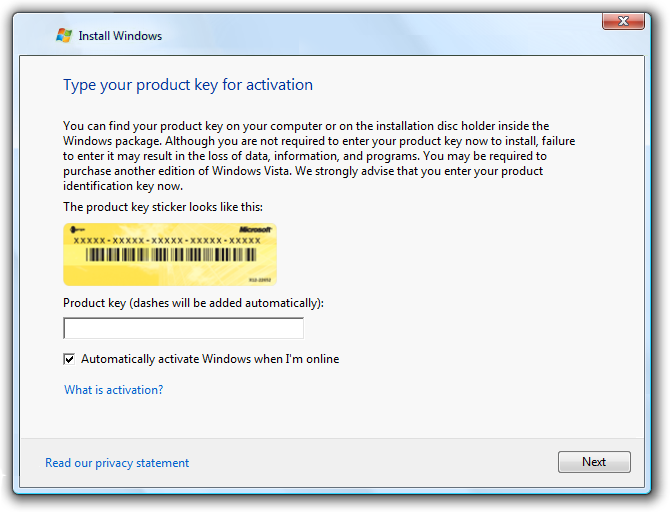 Install Windows
Type your product key for activation
You can find your product key on your computer or on the installation disc holder inside the
Windows package. Although you are not required to enter your product key now to install, failure
to enter it may result in the loss of data, information, and programs. You may be required to
purchase another edition of Windows Vista. We strongly advise that you enter your product
identification key now.
The product key sticker looks like this:
Microsoft
XXXXX-XXXXX-XXXXX-XXXXX-XXXXX
Product key (dashes will be added automatically):
Automatically activate Windows when I'm online
What is activation?
Read our privacy statement
Next